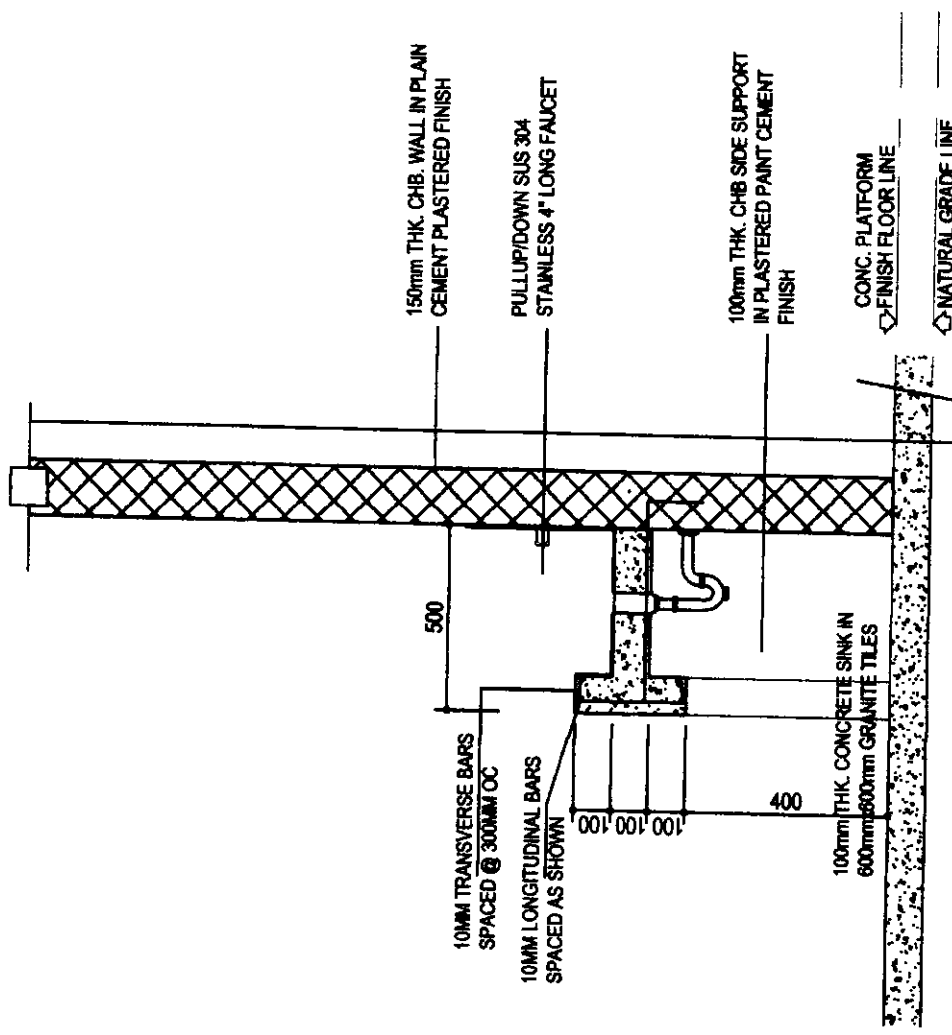 150mm THK. CHB. WALL IN PLAIN
CEMENT PLASTERED FINISH
PULLUP/DOWN SUS 304
STAINLESS 4" LONG FAUCET
100mm THK. CHB SIDE SUPPORT
IN PLASTERED PAINT CEMENT
FINISH
CONC. PLATFORM
FINISH FLOOR LINE
NATURAL GRADE LINE
500
10MM TRANSVERSE BARS
SPACED @ 300MM OC
10MM LONGITUDINAL BARS
SPACED AS SHOWN
100
100
100
400
100mm THK. CONCRETE SINK IN
600mmx600mm GRANITE TILES